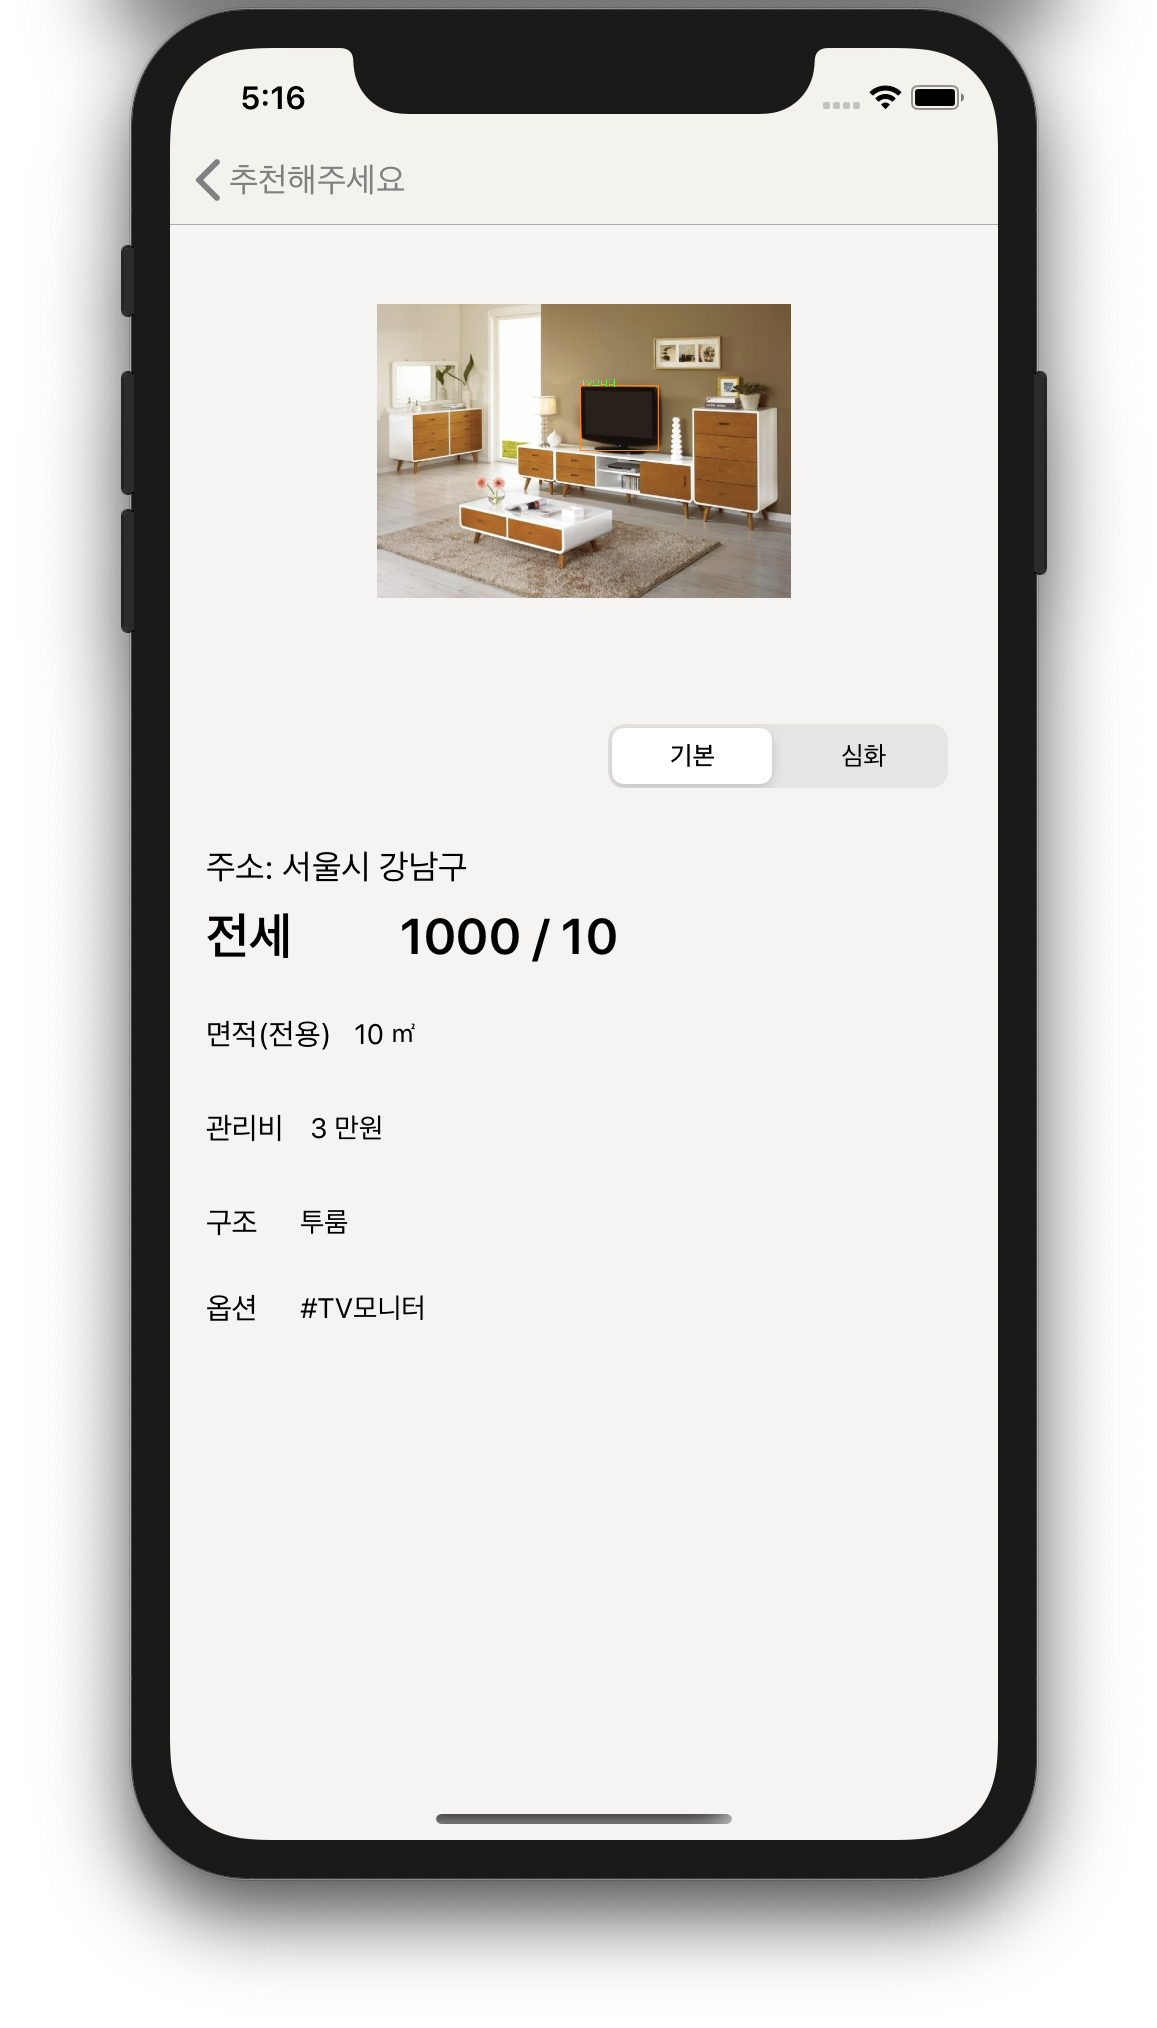 5:16
추천해주세요
기본 심화
주소: 서울시 강남구
전세 1000 / 10
면적(전용) 10 ㎡
관리비 3 만원
구조 투룸
옵션 #TV모니터